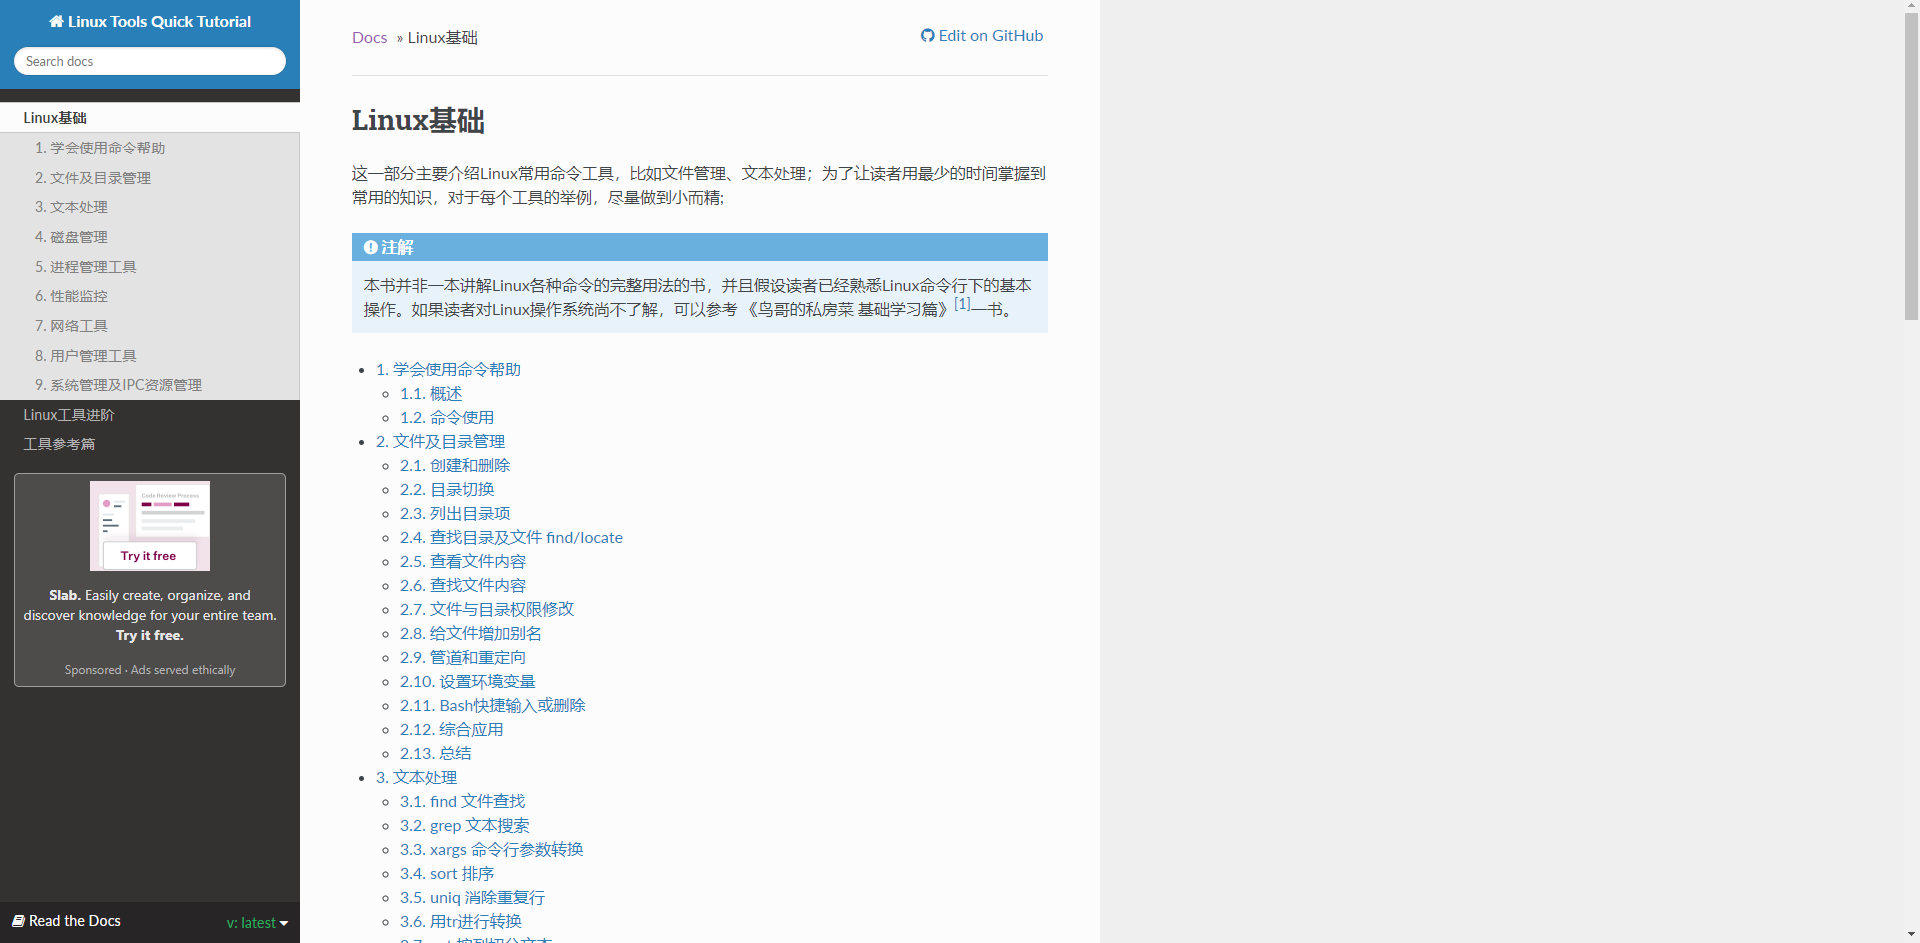 Linux Tools Quick Tutorial
Search docs
Linux基础
1. 学会使用命令帮助
2. 文件及目录管理
3. 文本处理
4. 磁盘管理
5. 进程管理工具
6. 性能监控
7. 网络工具
8. 用户管理工具
9. 系统管理及IPC资源管理
Linux工具进阶
工具参考篇
Code Review Process
Try it free
Slab. Easily create, organize, and
discover knowledge for your entire team.
Try it free.
Sponsored · Ads served ethically
Read the Docs
v: latest
Docs » Linux基础
Edit on GitHub
Linux基础
这一部分主要介绍Linux常用命令工具，比如文件管理、文本处理；为了让读者用最少的时间掌握到
常用的知识，对于每个工具的举例，尽量做到小而精;
注解
本书并非一本讲解Linux各种命令的完整用法的书，并且假设读者已经熟悉Linux命令行下的基本
操作。如果读者对Linux操作系统尚不了解，可以参考 《鸟哥的私房菜 基础学习篇》[1]一书。
1. 学会使用命令帮助
1.1. 概述
1.2. 命令使用
2. 文件及目录管理
2.1. 创建和删除
2.2. 目录切换
2.3. 列出目录项
2.4. 查找目录及文件 find/locate
2.5. 查看文件内容
2.6. 查找文件内容
2.7. 文件与目录权限修改
2.8. 给文件增加别名
2.9. 管道和重定向
2.10. 设置环境变量
2.11. Bash快捷输入或删除
2.12. 综合应用
2.13. 总结
3. 文本处理
3.1. find 文件查找
3.2. grep 文本搜索
3.3. xargs 命令行参数转换
3.4. sort 排序
3.5. uniq 消除重复行
3.6. 用tr进行转换